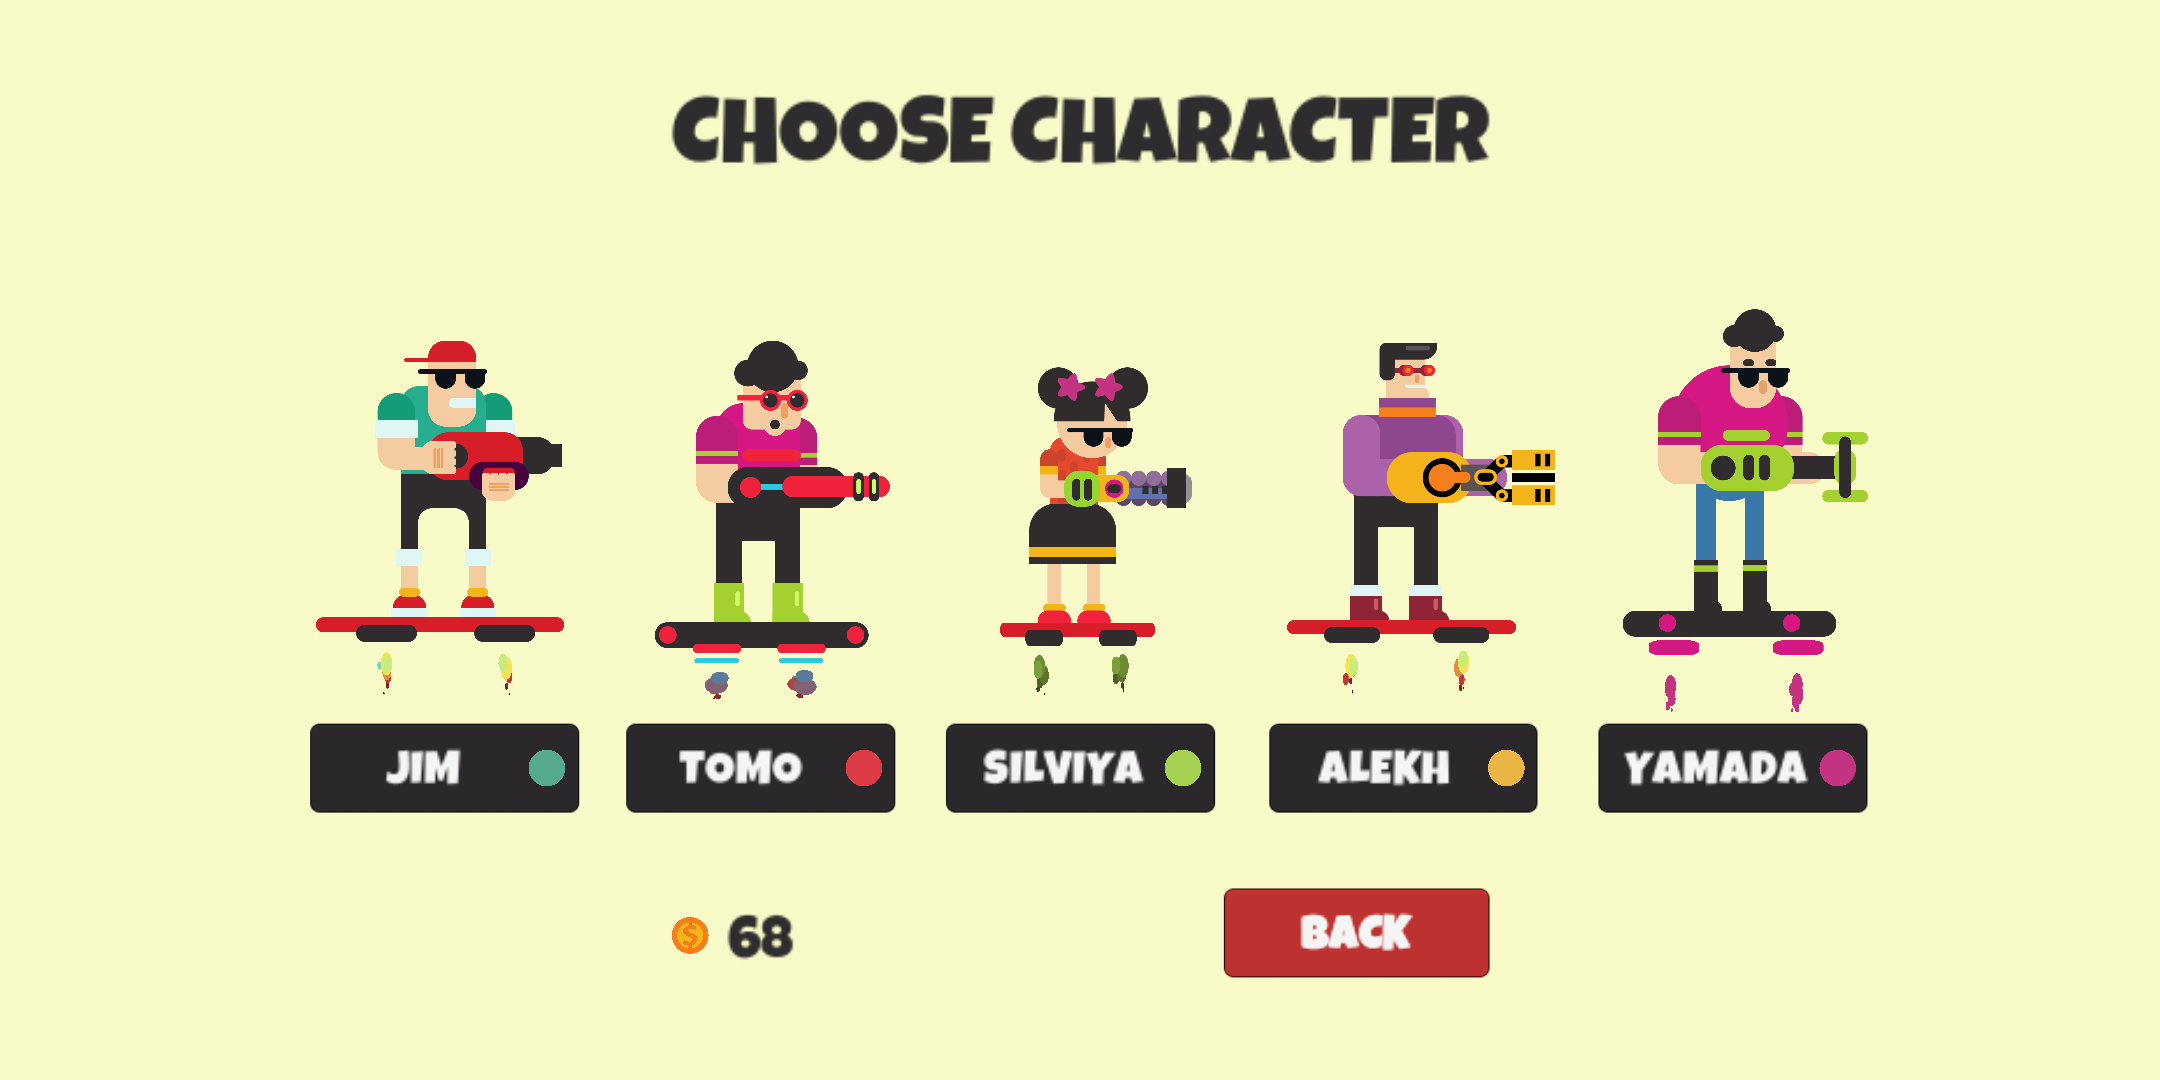 CHOOSE CHARACTER
JIM
TOMO
SILVIYA
ALEKH
YAMADA
$ 68
BACK